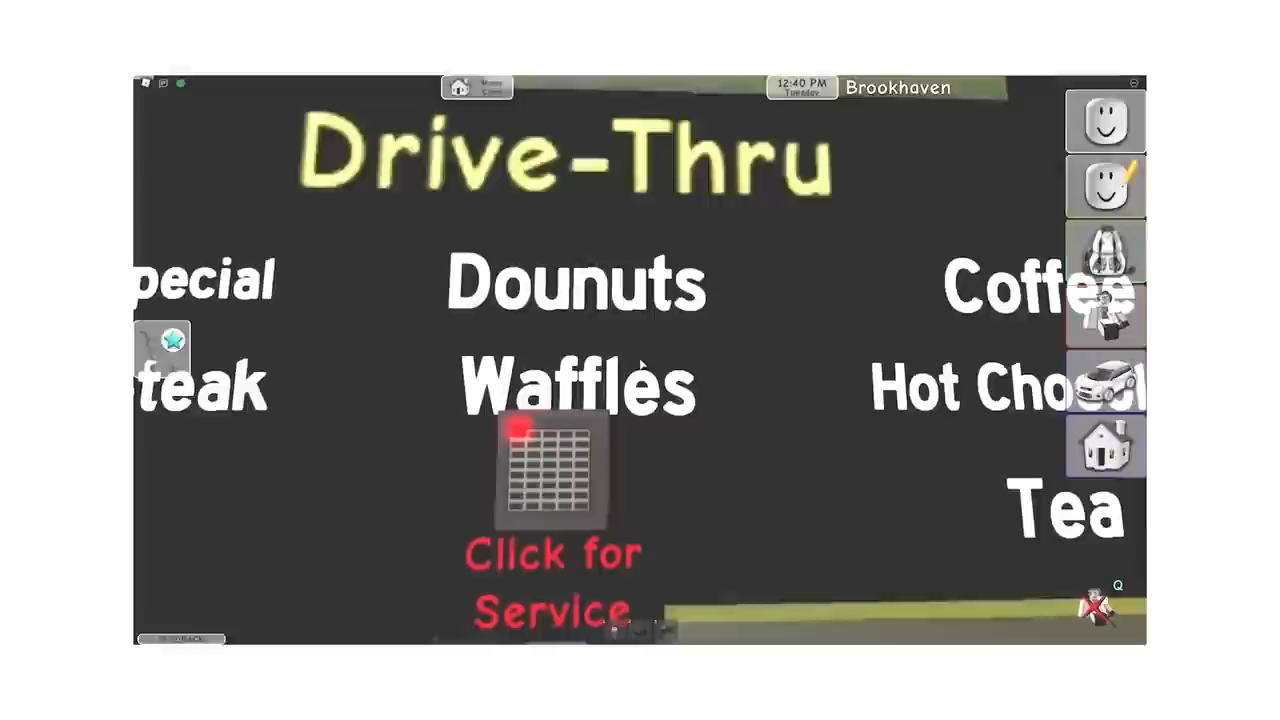 12:40 PM
Tuesday
Brookhaven
Drive-Thru
pecial
Dounuts
Coffee
teak
Waffles
Hot Choc
Tea
Click for
Service
Q